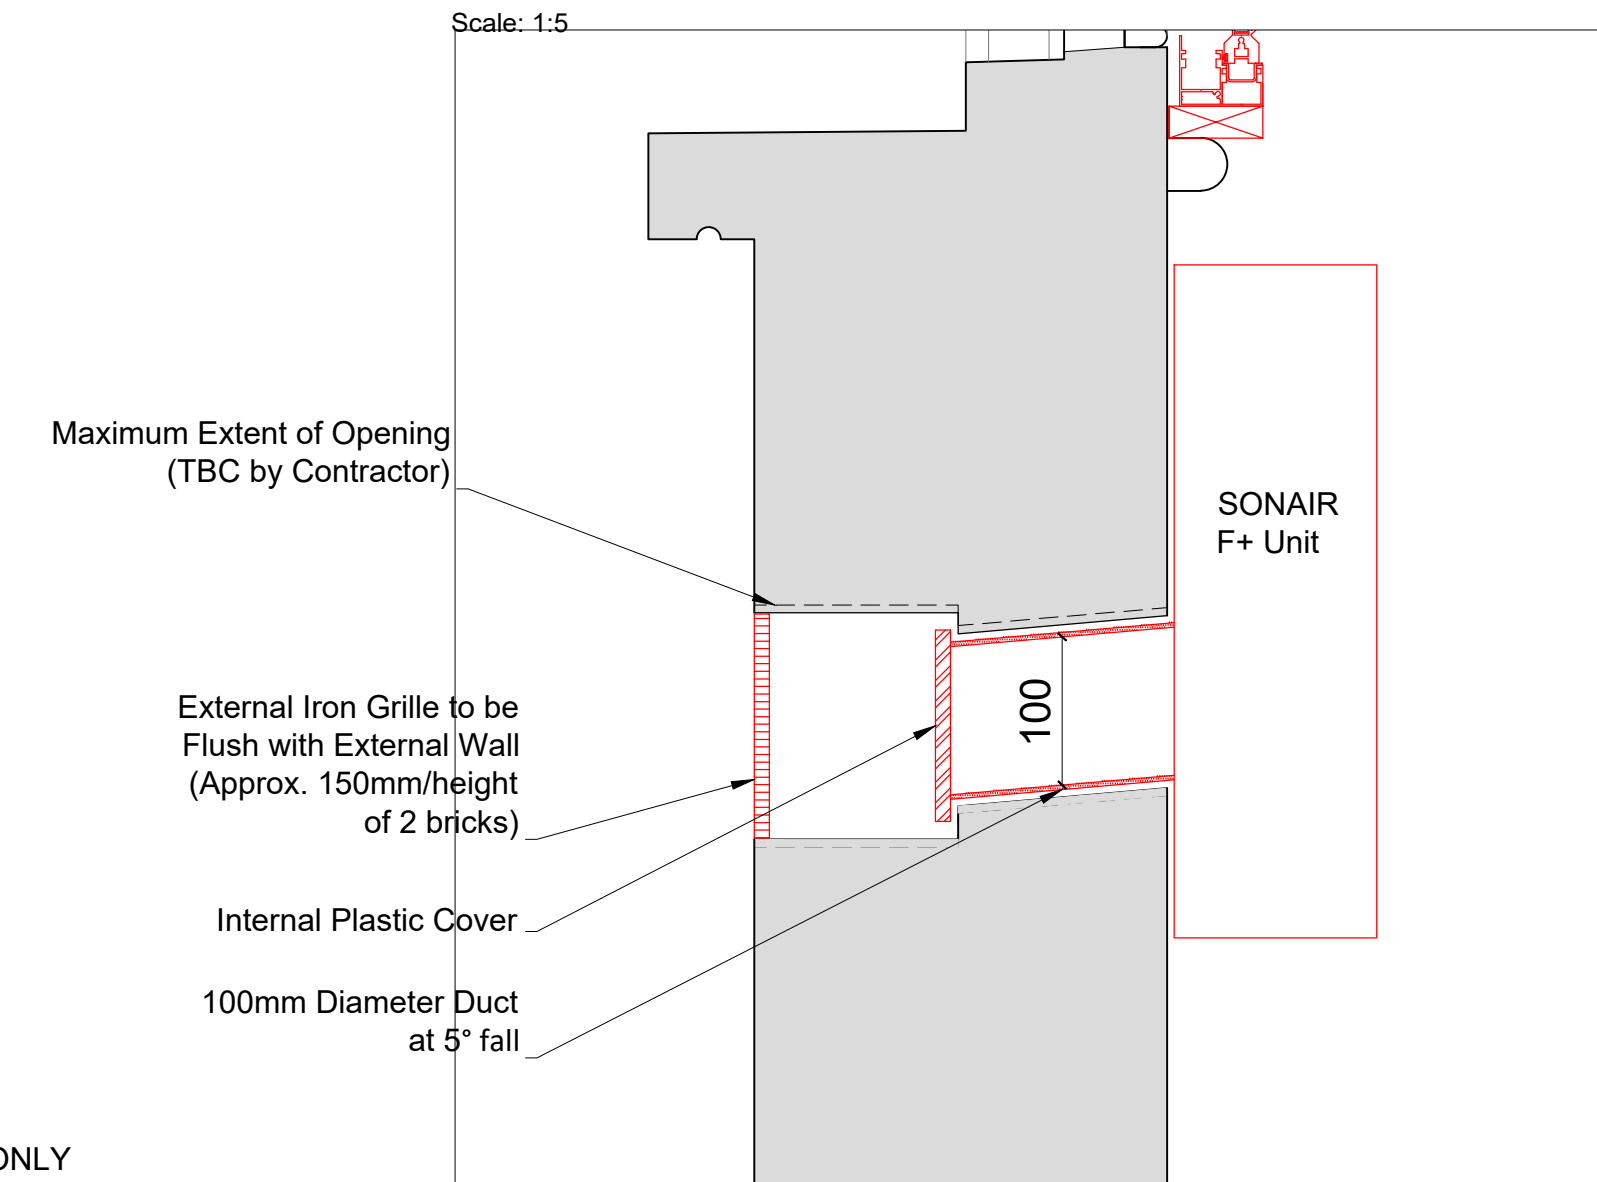 Scale: 1:5
Maximum Extent of Opening
(TBC by Contractor)
SONAIR
F+ Unit
External Iron Grille to be
Flush with External Wall
(Approx. 150mm/height
of 2 bricks)
100
Internal Plastic Cover
100mm Diameter Duct
at 5° fall
ONLY